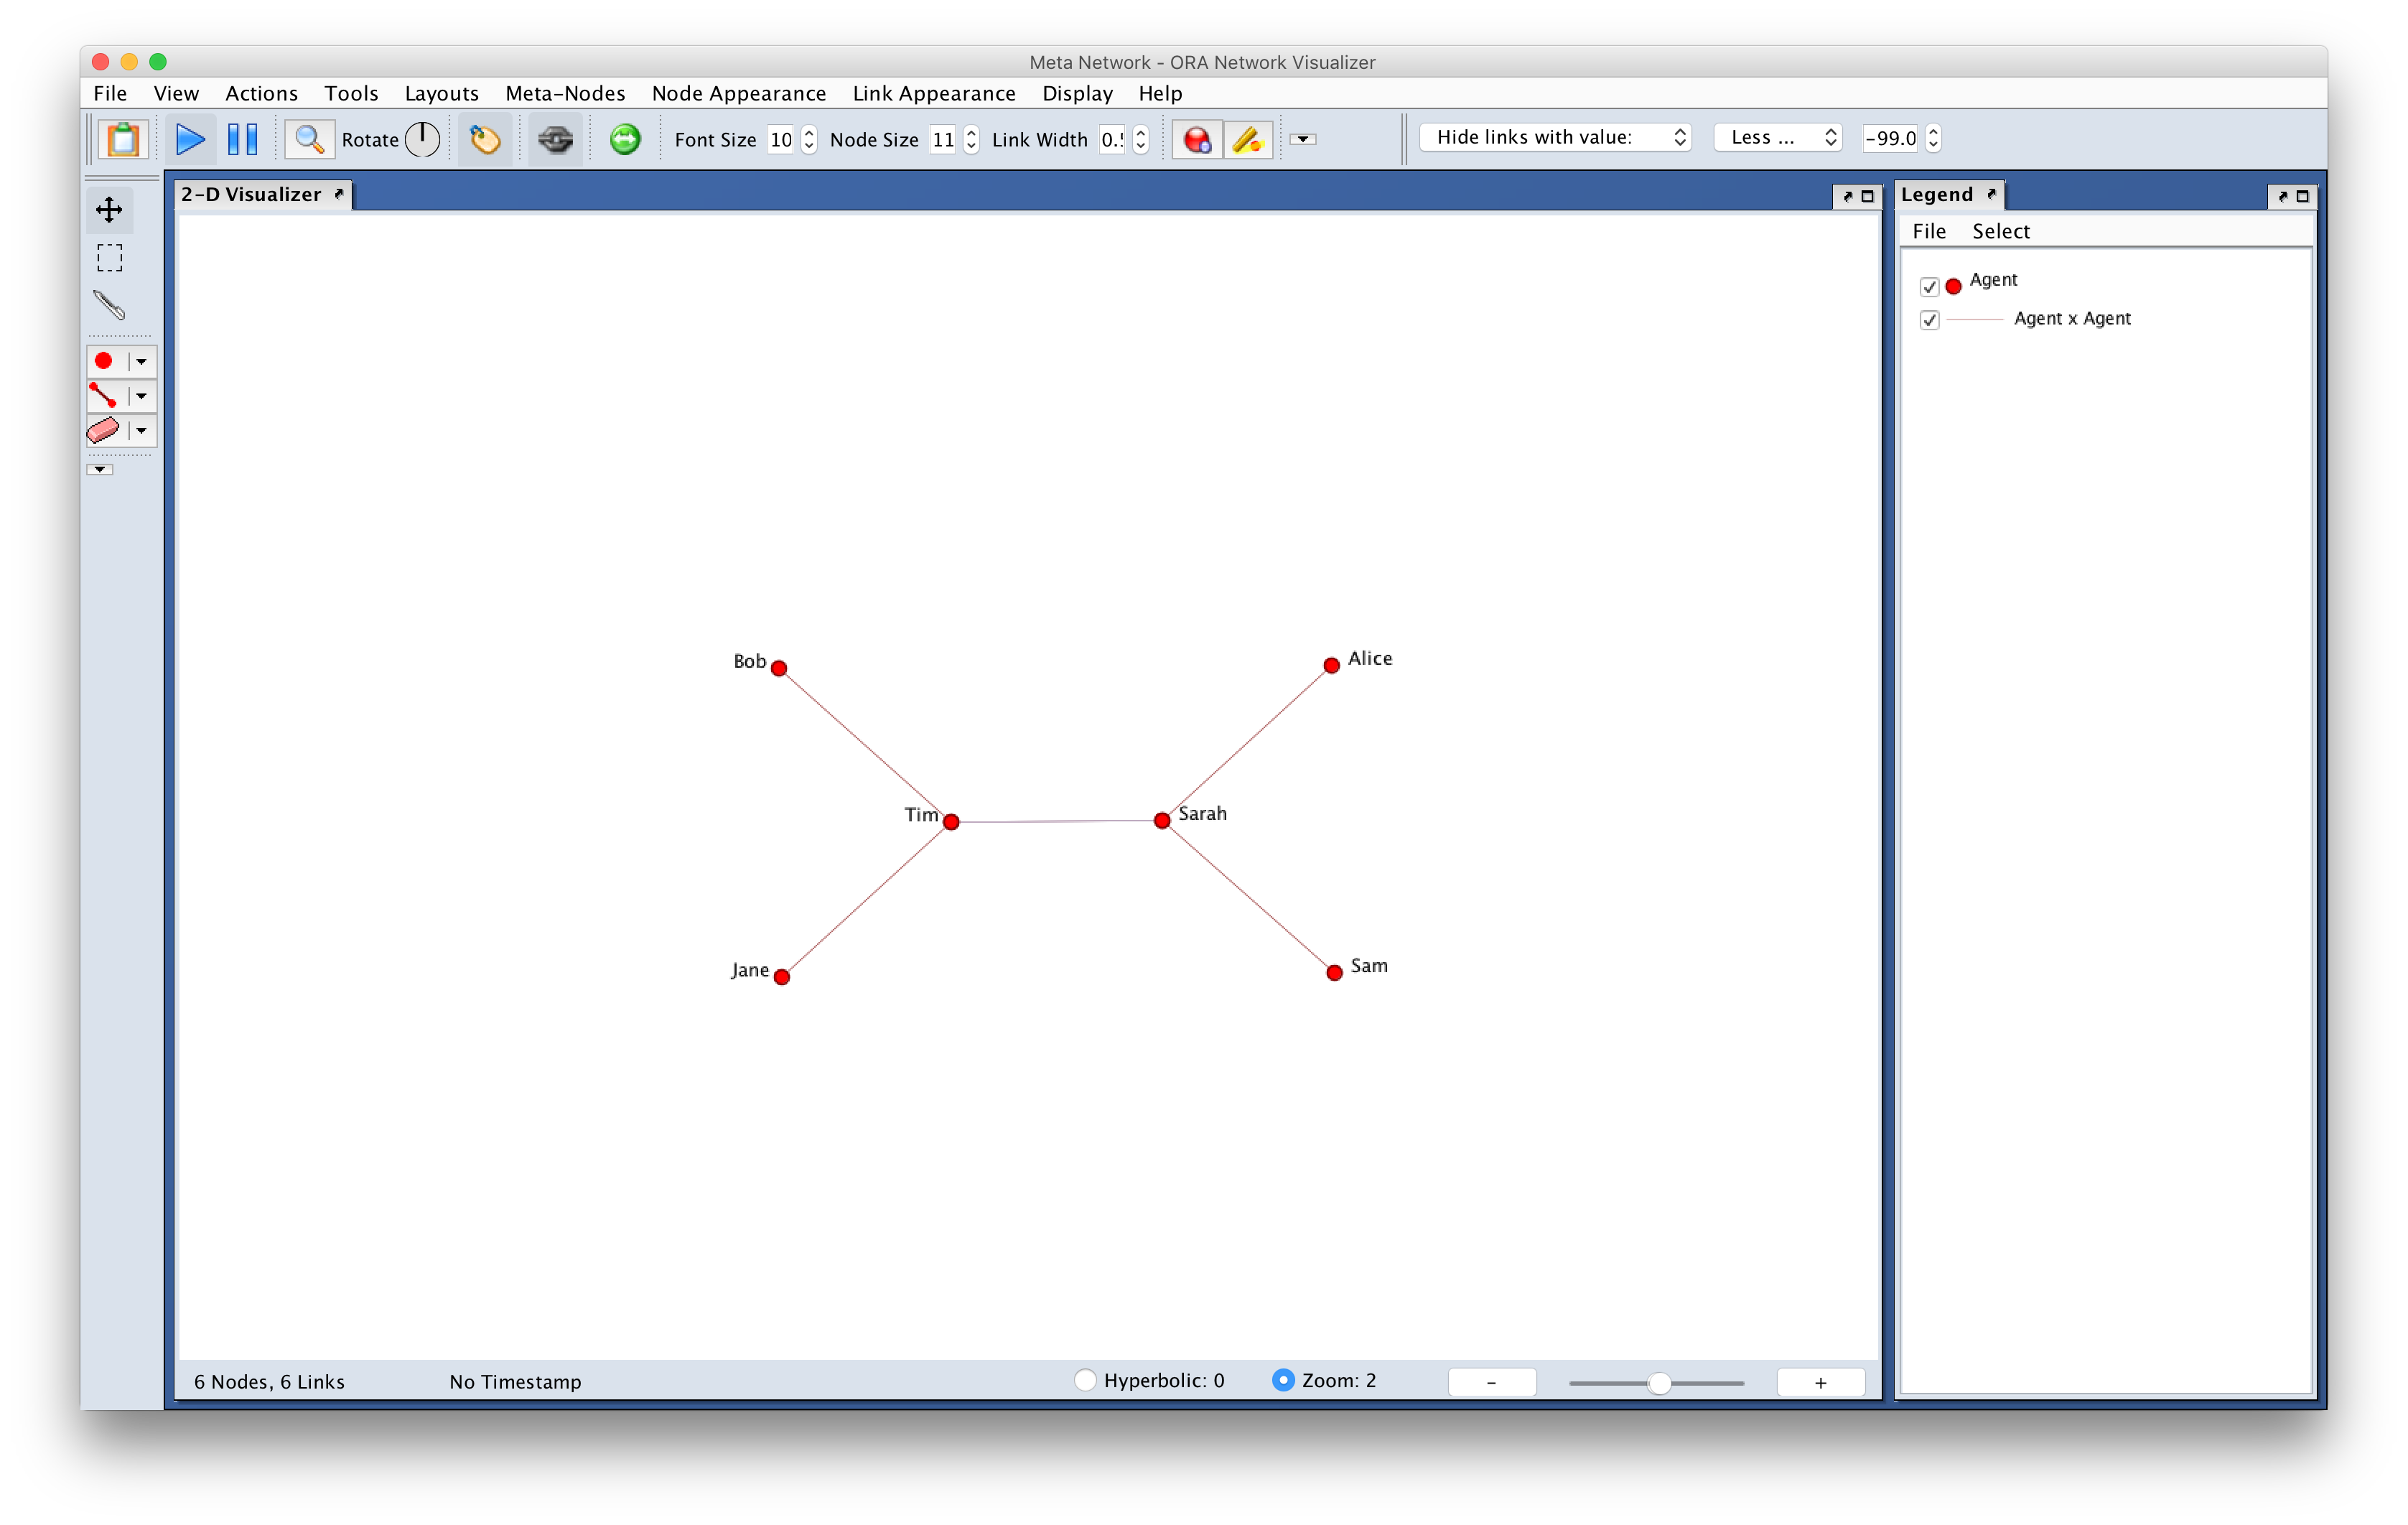 Meta Network - ORA Network Visualizer
File View Actions Tools Layouts Meta-Nodes Node Appearance Link Appearance Display Help
Rotate Font Size 10 Node Size 11 Link Width 0. Hide links with value: Less ... -99.0
2-D Visualizer
Legend
File Select
Agent
Agent x Agent
Bob
Alice
Tim
Sarah
Jane
Sam
6 Nodes, 6 Links No Timestamp Hyperbolic: 0 Zoom: 2 - +